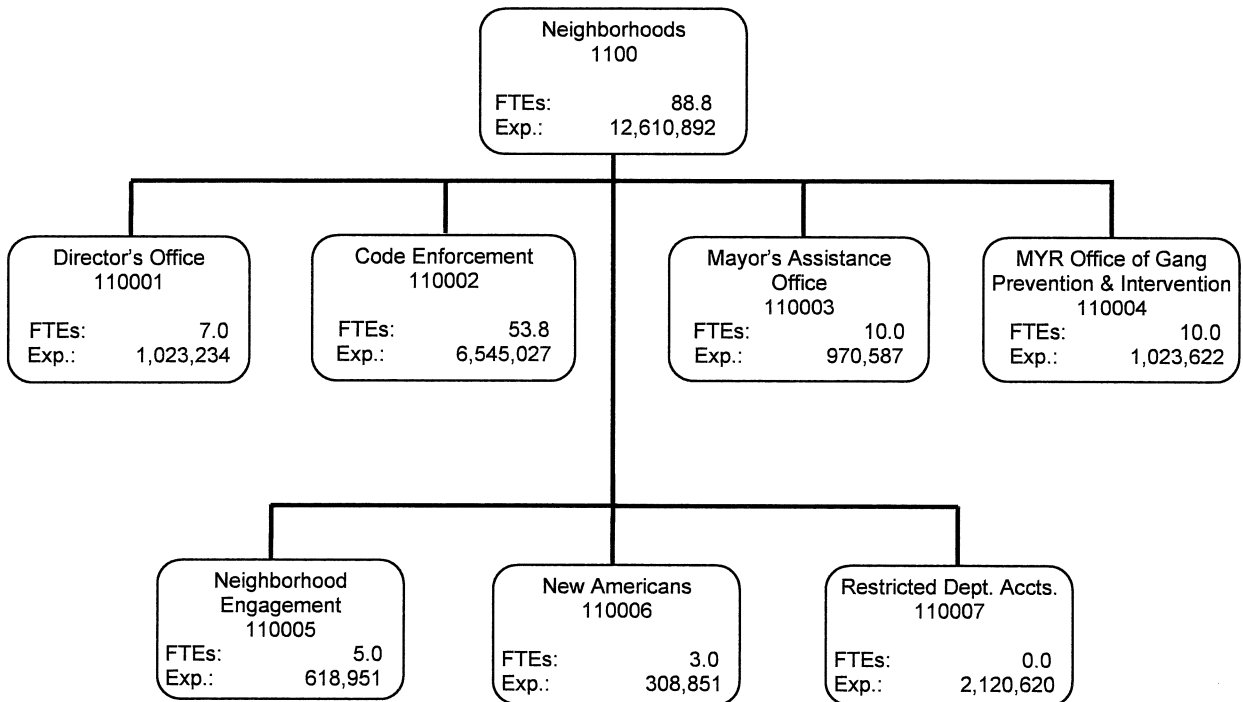 Neighborhoods
1100
FTEs: 88.8
Exp.: 12,610,892
Director's Office
110001
FTEs: 7.0
Exp.: 1,023,234
Code Enforcement
110002
FTEs: 53.8
Exp.: 6,545,027
Mayor's Assistance
Office
110003
FTEs: 10.0
Exp.: 970,587
MYR Office of Gang
Prevention & Intervention
110004
FTEs: 10.0
Exp.: 1,023,622
Neighborhood
Engagement
110005
FTEs: 5.0
Exp.: 618,951
New Americans
110006
FTEs: 3.0
Exp.: 308,851
Restricted Dept. Accts.
110007
FTEs: 0.0
Exp.: 2,120,620